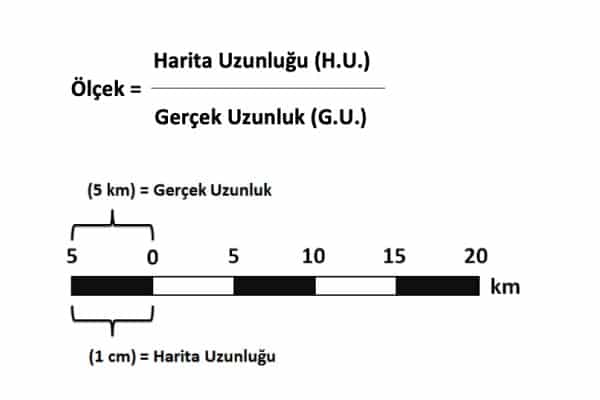 Harita Uzunluğu (H.U.)
Ölçek =
Gerçek Uzunluk (G.U.)
(5 km) = Gerçek Uzunluk
5 0 5 10 15 20
km
(1 cm) = Harita Uzunluğu